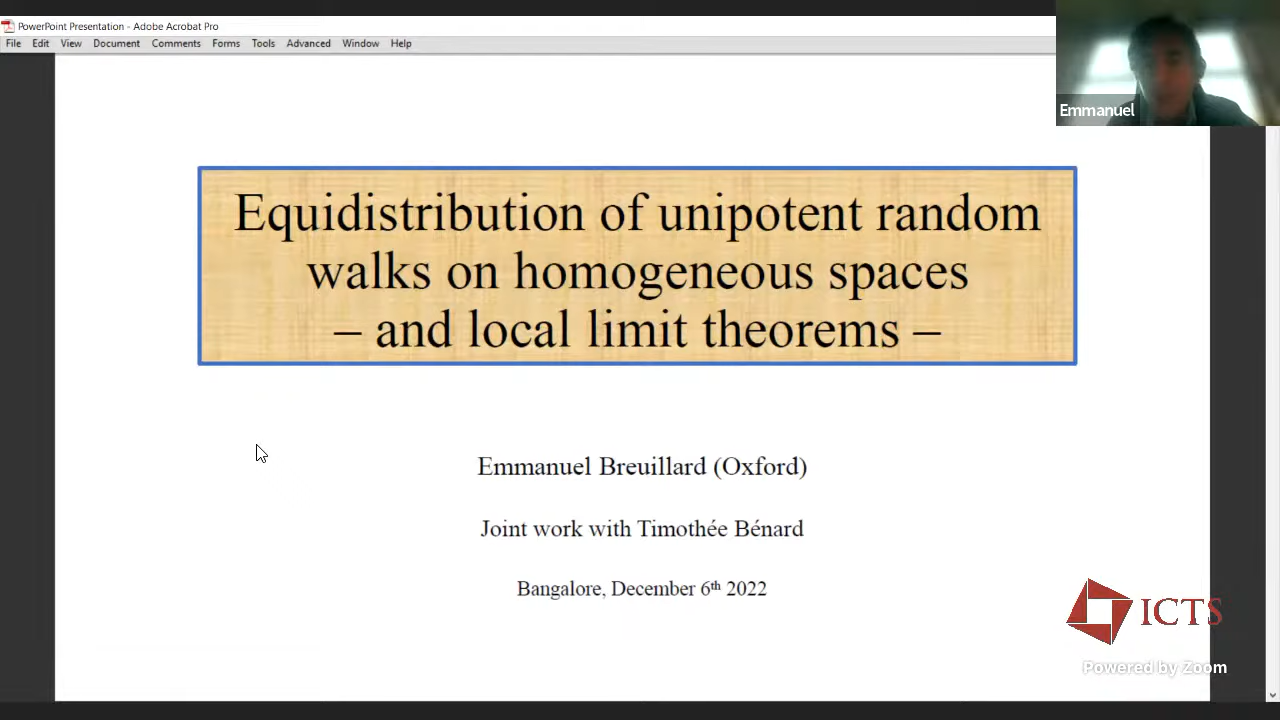 PowerPoint Presentation - Adobe Acrobat Pro
File Edit View Document Comments Forms Tools Advanced Window Help
Emmanuel
Equidistribution of unipotent random
walks on homogeneous spaces
– and local limit theorems –
Emmanuel Breuillard (Oxford)
Joint work with Timothée Bénard
Bangalore, December 6th 2022
ICTS
Powered by Zoom